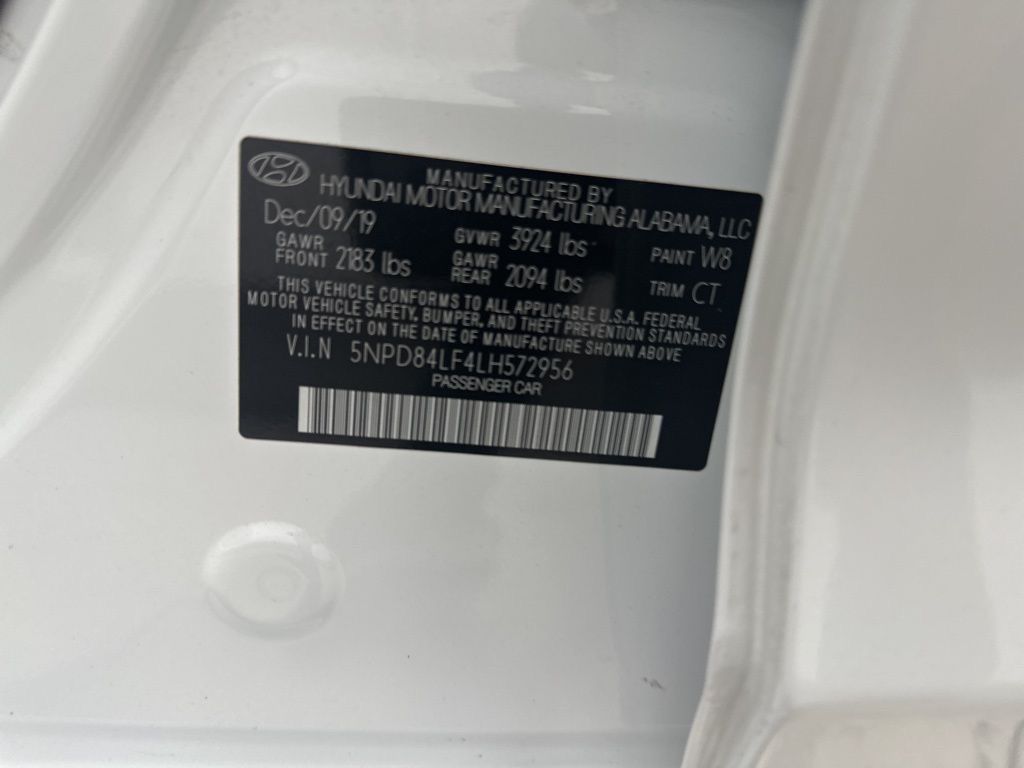 MANUFACTURED BY
HYUNDAI MOTOR MANUFACTURING ALABAMA, LLC
Dec/09/19 GVWR 3924 lbs PAINT W8
GAWR FRONT 2183 lbs GAWR REAR 2094 lbs TRIM CT
THIS VEHICLE CONFORMS TO ALL APPLICABLE U.S.A. FEDERAL
MOTOR VEHICLE SAFETY, BUMPER, AND THEFT PREVENTION STANDARDS
IN EFFECT ON THE DATE OF MANUFACTURE SHOWN ABOVE
V.I.N 5NPD84LF4LH572956
PASSENGER CAR